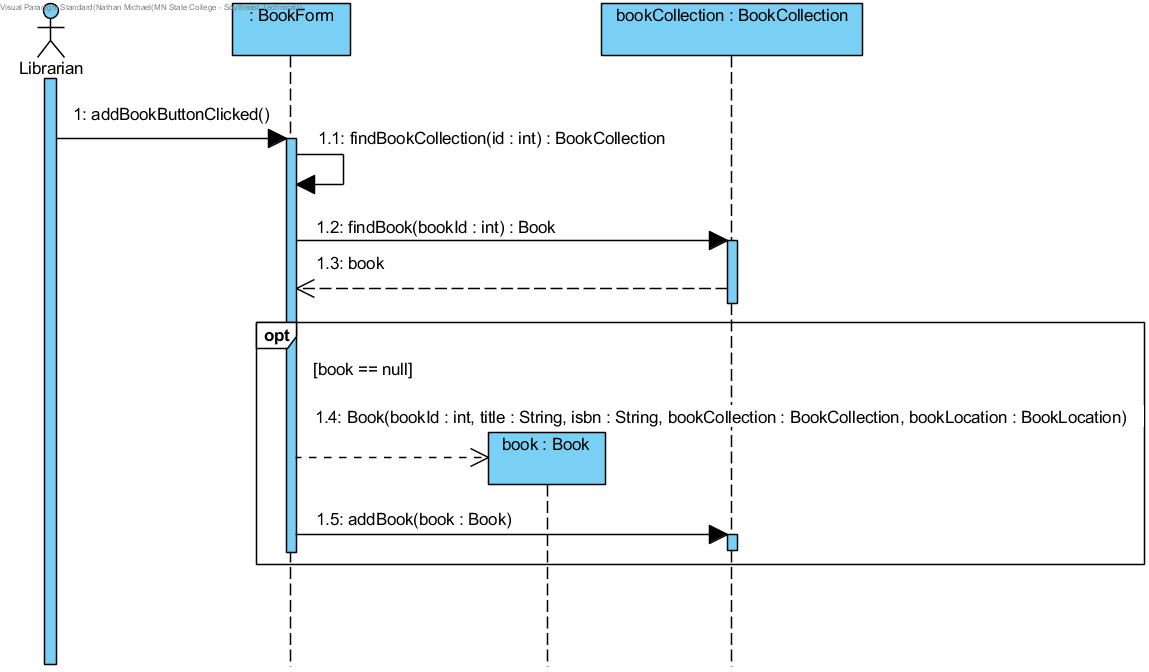 Visual Paradigm Standard(Nathan Michael(MN State College - Southeast Technical))
: BookForm
bookCollection : BookCollection
Librarian
1: addBookButtonClicked()
1.1: findBookCollection(id : int) : BookCollection
1.2: findBook(bookId : int) : Book
1.3: book
opt
[book == null]
1.4: Book(bookId : int, title : String, isbn : String, bookCollection : BookCollection, bookLocation : BookLocation)
book : Book
1.5: addBook(book : Book)